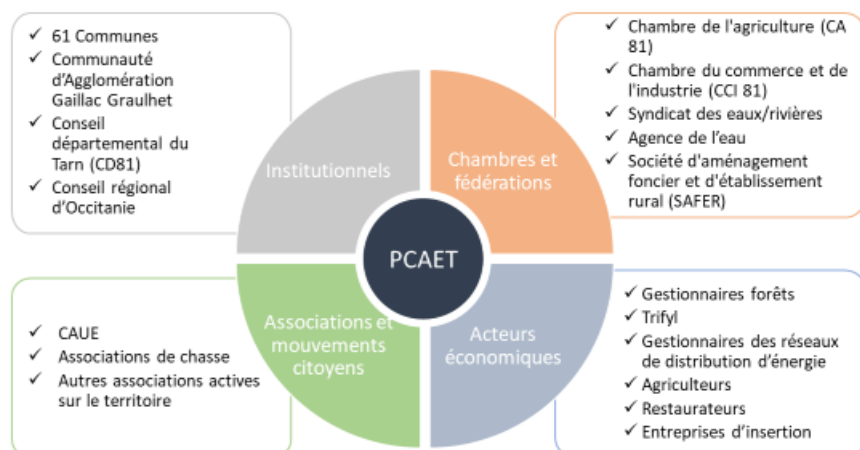 ✓ 61 Communes
✓ Communauté
d'Agglomération
Gaillac Graulhet
✓ Conseil
départemental du
Tarn (CD81)
✓ Conseil régional
d'Occitanie
✓ Chambre de l'agriculture (CA
81)
✓ Chambre du commerce et de
l'industrie (CCI 81)
✓ Syndicat des eaux/rivières
✓ Agence de l'eau
✓ Société d'aménagement
foncier et d'établissement
rural (SAFER)
Institutionnels
Chambres et
fédérations
PCAET
Associations et
mouvements
citoyens
Acteurs
économiques
✓ CAUE
✓ Associations de chasse
✓ Autres associations actives
sur le territoire
✓ Gestionnaires forêts
✓ Trifyl
✓ Gestionnaires des réseaux
de distribution d'énergie
✓ Agriculteurs
✓ Restaurateurs
✓ Entreprises d'insertion